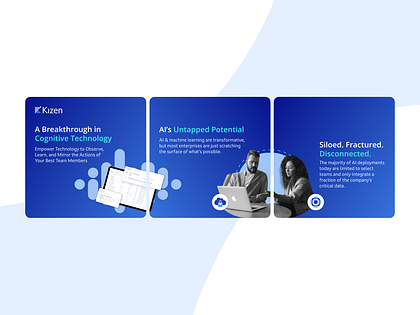 Kizen
A Breakthrough in
Cognitive Technology
Empower Technology to Observe,
Learn, and Mirror the Actions of
Your Best Team Members
AI's Untapped Potential
AI & machine learning are transformative,
but most enterprises are just scratching
the surface of what's possible.
Siloed. Fractured.
Disconnected.
The majority of AI deployments
today are limited to select
teams and only integrate a
fraction of the company's
critical data.